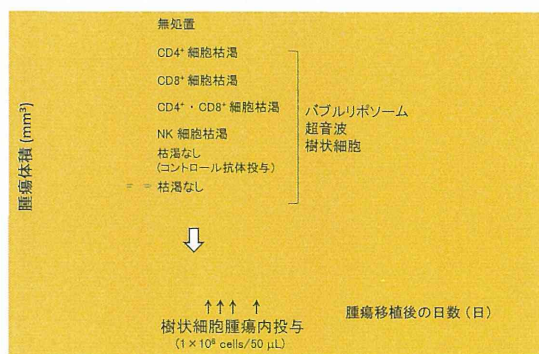 無処置
CD4⁺ 細胞枯渇
CD8⁺ 細胞枯渇
CD4⁺・CD8⁺ 細胞枯渇
NK 細胞枯渇
枯渇なし
(コントロール抗体投与)
枯渇なし
バブルリポソーム
超音波
樹状細胞
腫瘍体積 (mm³)
腫瘍移植後の日数 (日)
樹状細胞腫瘍内投与
(1×10⁶ cells/50 μL)